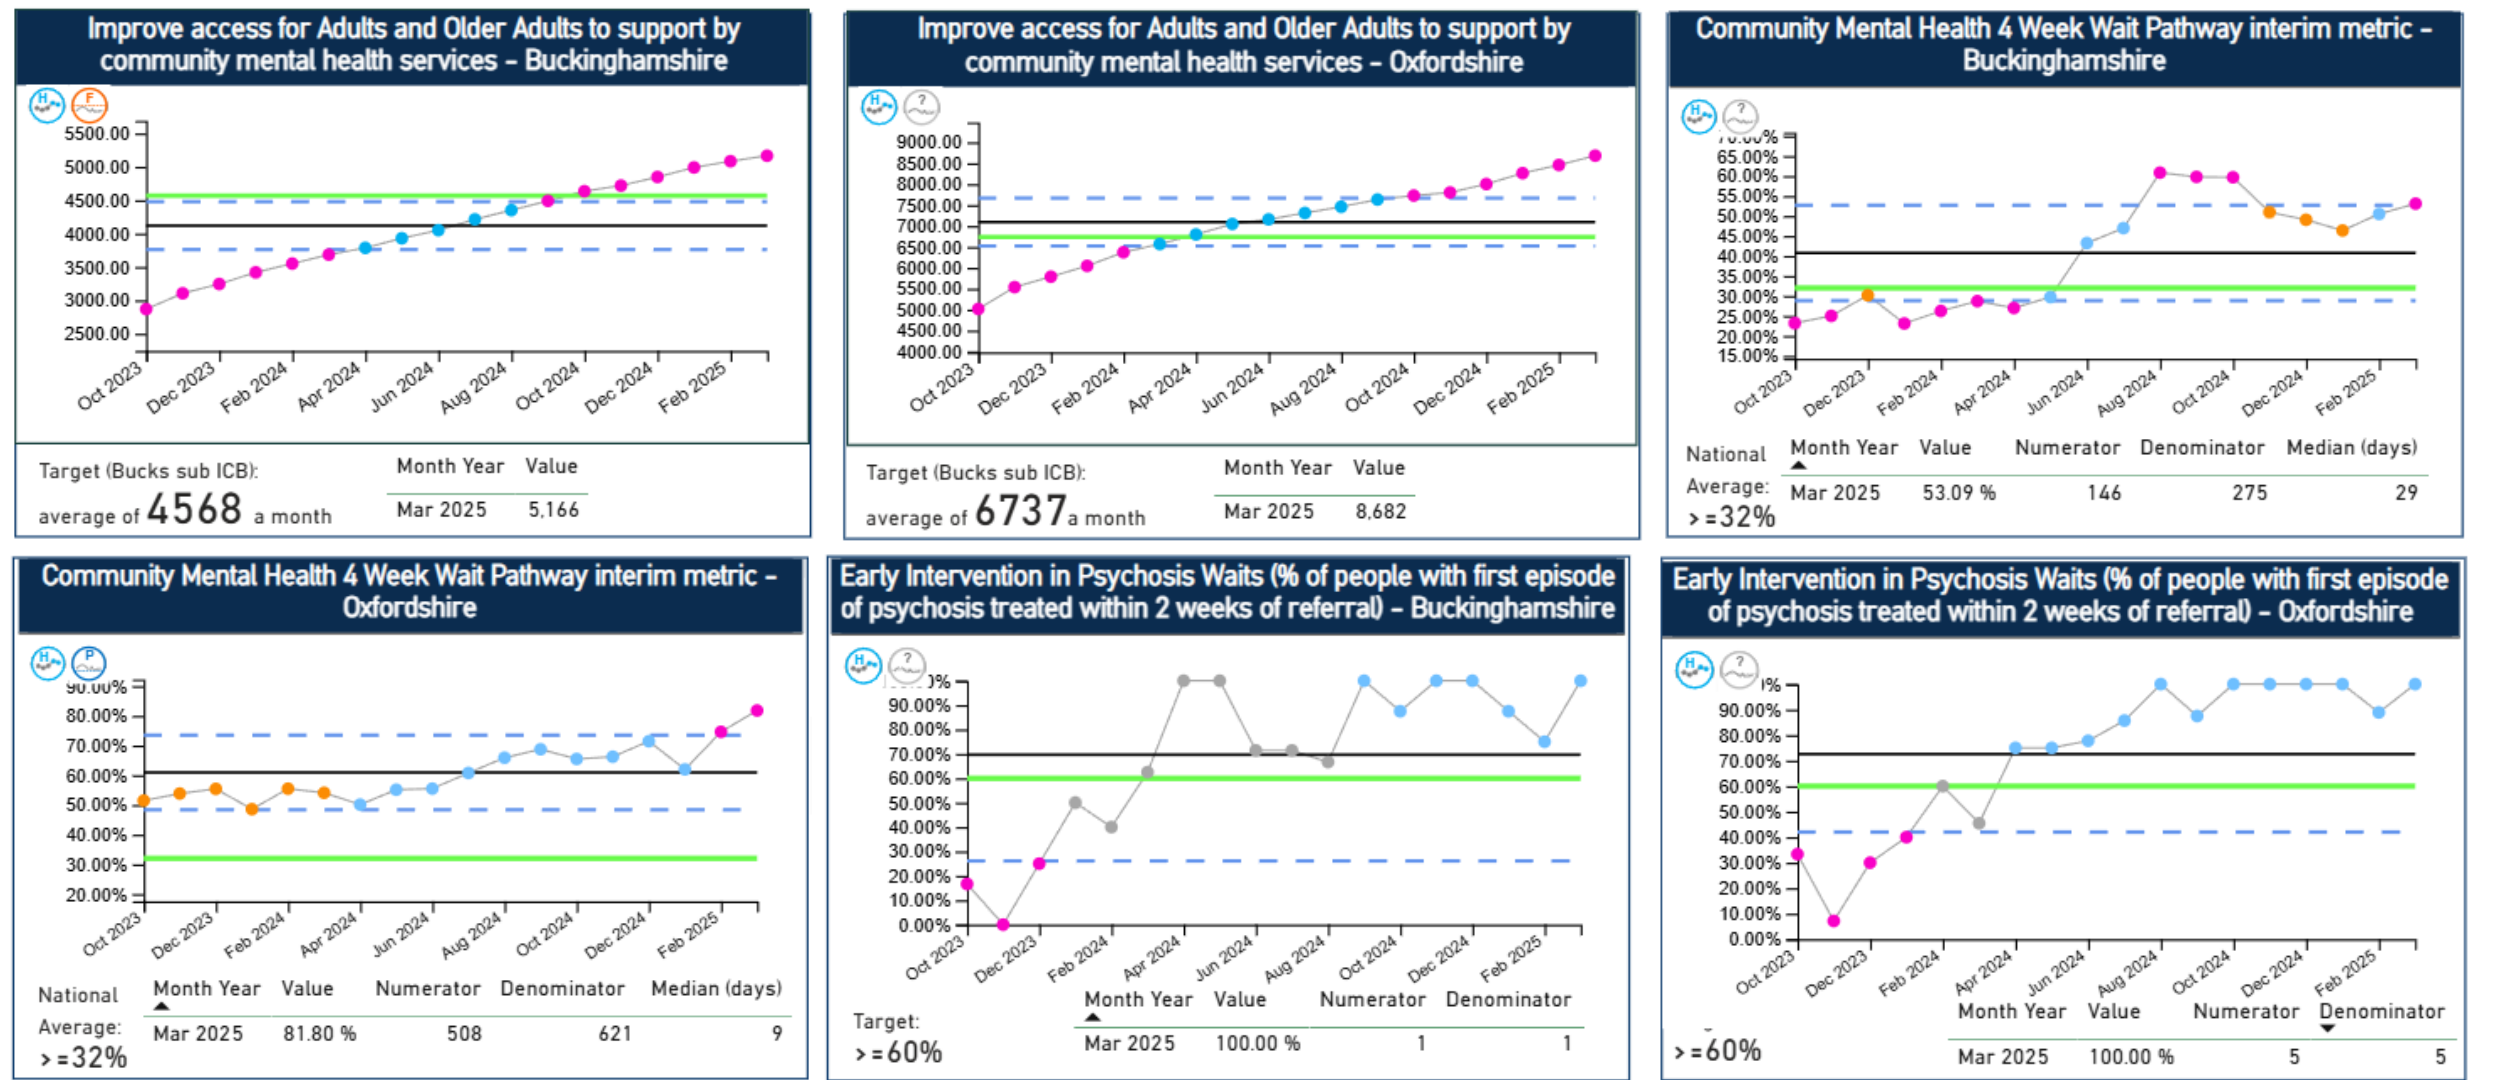 Improve access for Adults and Older Adults to support by
community mental health services - Buckinghamshire
H
F
5500.00
5000.00
4500.00
4000.00
3500.00
3000.00
2500.00
Oct 2023
Dec 2023
Feb 2024
Apr 2024
Jun 2024
Aug 2024
Oct 2024
Dec 2024
Feb 2025
Target (Bucks sub ICB):
average of 4568 a month
Month Year Value
Mar 2025 5,166
Improve access for Adults and Older Adults to support by
community mental health services - Oxfordshire
H
?
9000.00
8500.00
8000.00
7500.00
7000.00
6500.00
6000.00
5500.00
5000.00
4500.00
4000.00
Oct 2023
Dec 2023
Feb 2024
Apr 2024
Jun 2024
Aug 2024
Oct 2024
Dec 2024
Feb 2025
Target (Bucks sub ICB):
average of 6737 a month
Month Year Value
Mar 2025 8,682
Community Mental Health 4 Week Wait Pathway interim metric -
Buckinghamshire
H
?
70.00%
65.00%
60.00%
55.00%
50.00%
45.00%
40.00%
35.00%
30.00%
25.00%
20.00%
15.00%
Oct 2023
Dec 2023
Feb 2024
Apr 2024
Jun 2024
Aug 2024
Oct 2024
Dec 2024
Feb 2025
National
Average:
>=32%
Month Year Value Numerator Denominator Median (days)
Mar 2025 53.09 % 146 275 29
Community Mental Health 4 Week Wait Pathway interim metric -
Oxfordshire
H
P
90.00%
80.00%
70.00%
60.00%
50.00%
40.00%
30.00%
20.00%
Oct 2023
Dec 2023
Feb 2024
Apr 2024
Jun 2024
Aug 2024
Oct 2024
Dec 2024
Feb 2025
National
Average:
>=32%
Month Year Value Numerator Denominator Median (days)
Mar 2025 81.80 % 508 621 9
Early Intervention in Psychosis Waits (% of people with first episode
of psychosis treated within 2 weeks of referral) - Buckinghamshire
H
?
90.00%
80.00%
70.00%
60.00%
50.00%
40.00%
30.00%
20.00%
10.00%
0.00%
Oct 2023
Dec 2023
Feb 2024
Apr 2024
Jun 2024
Aug 2024
Oct 2024
Dec 2024
Feb 2025
Target:
>=60%
Month Year Value Numerator Denominator
Mar 2025 100.00 % 1 1
Early Intervention in Psychosis Waits (% of people with first episode
of psychosis treated within 2 weeks of referral) - Oxfordshire
H
?
90.00%
80.00%
70.00%
60.00%
50.00%
40.00%
30.00%
20.00%
10.00%
0.00%
Oct 2023
Dec 2023
Feb 2024
Apr 2024
Jun 2024
Aug 2024
Oct 2024
Dec 2024
Feb 2025
>=60%
Month Year Value Numerator Denominator
Mar 2025 100.00 % 5 5